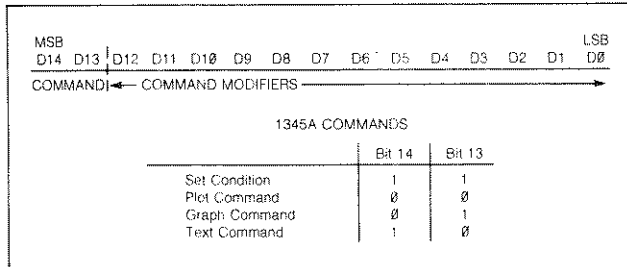 MSB LSB
D14 D13 D12 D11 D10 D9 D8 D7 D6 D5 D4 D3 D2 D1 D0
COMMAND COMMAND MODIFIERS
1345A COMMANDS
Bit 14 Bit 13
Set Condition 1 1
Plot Command 0 0
Graph Command 0 1
Text Command 1 0